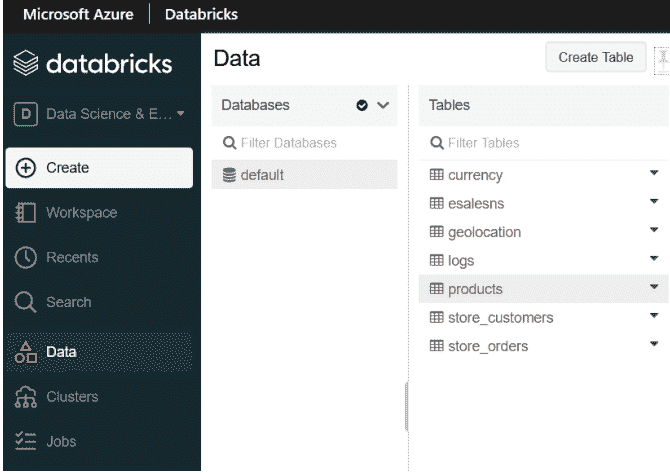 Microsoft Azure | Databricks
databricks
D Data Science & E...
Create
Workspace
Recents
Search
Data
Clusters
Jobs
Data
Create Table
Databases
Filter Databases
default
Tables
Filter Tables
currency
esalesns
geolocation
logs
products
store_customers
store_orders